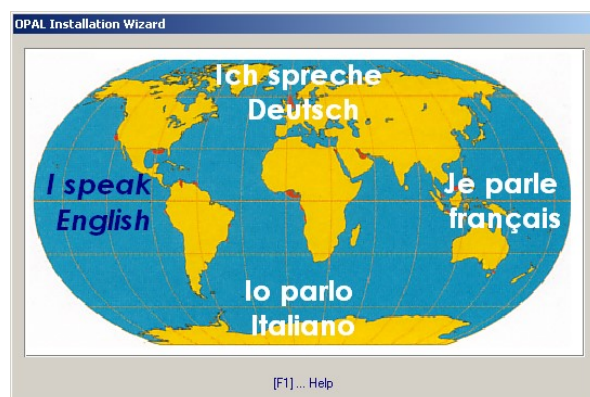 OPAL Installation Wizard
Ich spreche
Deutsch
I speak
English
Je parle
français
Io parlo
Italiano
[F1] ... Help